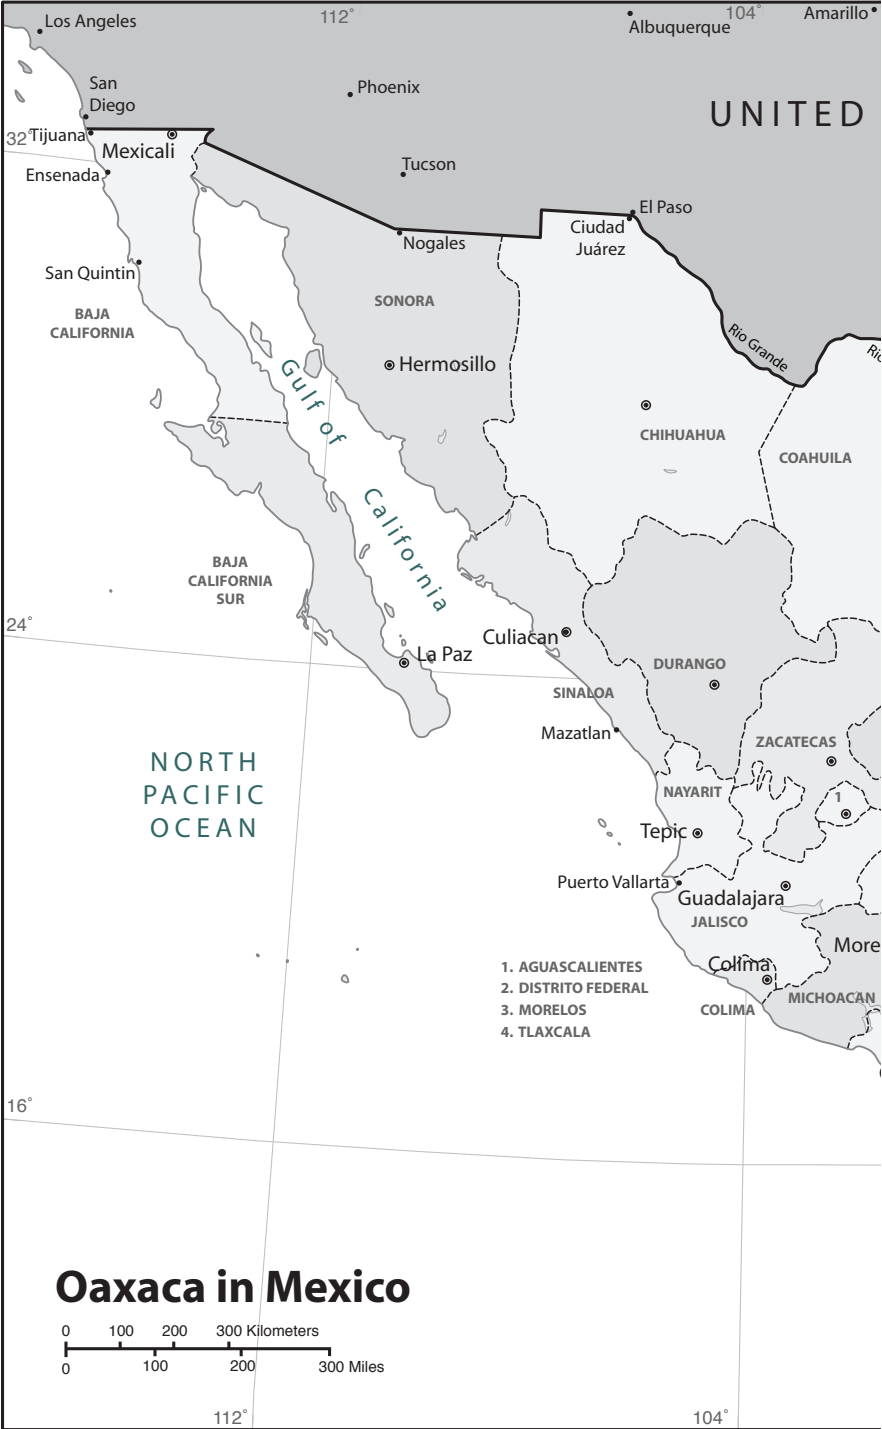 112°
104°
Los Angeles
Albuquerque
Amarillo
San
Diego
Phoenix
UNITED
32°
Tijuana
Mexicali
Ensenada
Tucson
El Paso
Ciudad
Juárez
Nogales
San Quintin
SONORA
BAJA
CALIFORNIA
Rio Grande
Hermosillo
Gulf of California
CHIHUAHUA
COAHUILA
BAJA
CALIFORNIA
SUR
24°
Culiacan
La Paz
DURANGO
SINALOA
Mazatlan
ZACATECAS
NORTH
PACIFIC
OCEAN
NAYARIT
1
Tepic
Puerto Vallarta
Guadalajara
JALISCO
More
Colima
1. AGUASCALIENTES
2. DISTRITO FEDERAL
3. MORELOS
4. TLAXCALA
MICHOACÁN
COLIMA
16°
Oaxaca in Mexico
0 100 200 300 Kilometers
0 100 200 300 Miles
112°
104°